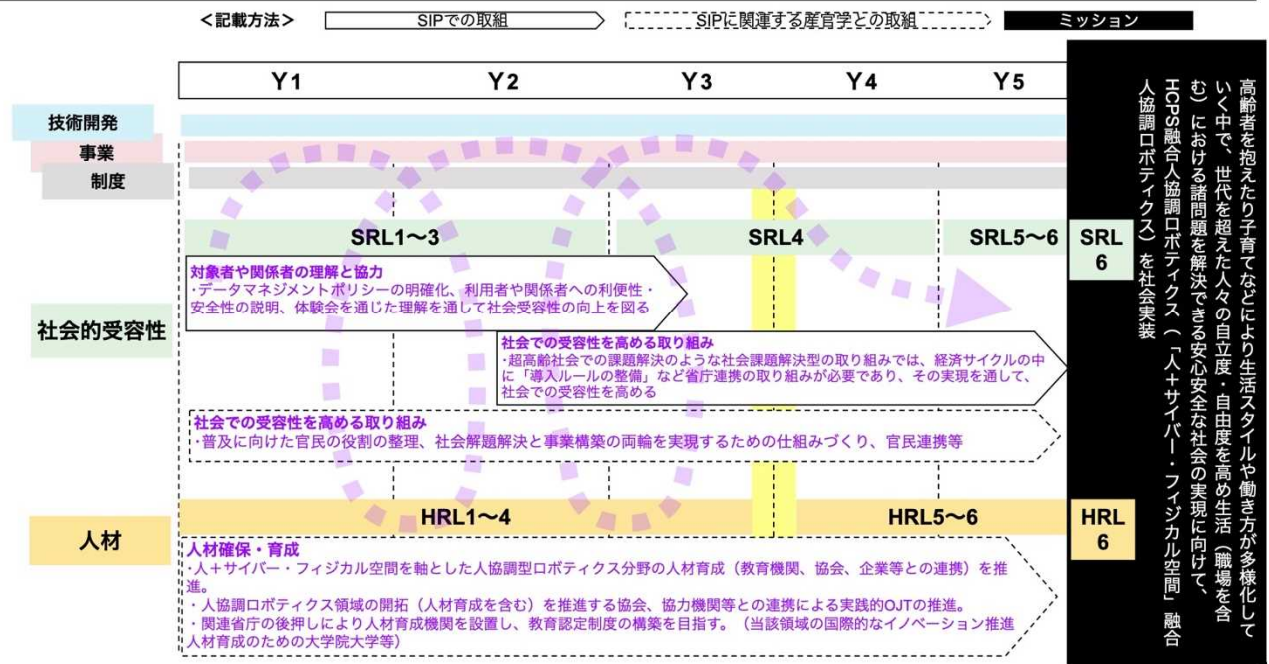 ＜記載方法＞
SIPでの取組
SIPに関連する産官学との取組
ミッション
Y1
Y2
Y3
Y4
Y5
技術開発
事業
制度
SRL1～3
SRL4
SRL5～6
SRL
6
社会的受容性
対象者や関係者の理解と協力
・データマネジメントポリシーの明確化、利用者や関係者への利便性・
安全性の説明、体験会を通じた理解を通して社会受容性の向上を図る
社会での受容性を高める取り組み
・超高齢社会での課題解決のような社会課題解決型の取り組みでは、経済サイクルの中
に「導入ルールの整備」など省庁連携の取り組みが必要であり、その実現を通して、
社会での受容性を高める
社会での受容性を高める取り組み
・普及に向けた官民の役割の整理、社会解題解決と事業構築の両輪を実現するための仕組みづくり、官民連携等
人材
HRL1～4
HRL5～6
HRL
6
人材確保・育成
・人＋サイバー・フィジカル空間を軸とした人協調型ロボティクス分野の人材育成（教育機関、協会、企業等との連携）を推
進。
・人協調ロボティクス領域の開拓（人材育成を含む）を推進する協会、協力機関等との連携による実践的OJTの推進。
・関連省庁の後押しにより人材育成機関を設置し、教育認定制度の構築を目指す。（当該領域の国際的なイノベーション推進
人材育成のための大学院大学等）
高齢者を抱えたり子育てなどにより生活スタイルや働き方が多様化して
いく中で、世代を超えた人々の自立度・自由度を高め生活（職場を含
む）における諸問題を解決できる安心安全な社会の実現に向けて、
HCPS融合人協調ロボティクス（「人＋サイバー・フィジカル空間」融合
人協調ロボティクス）を社会実装